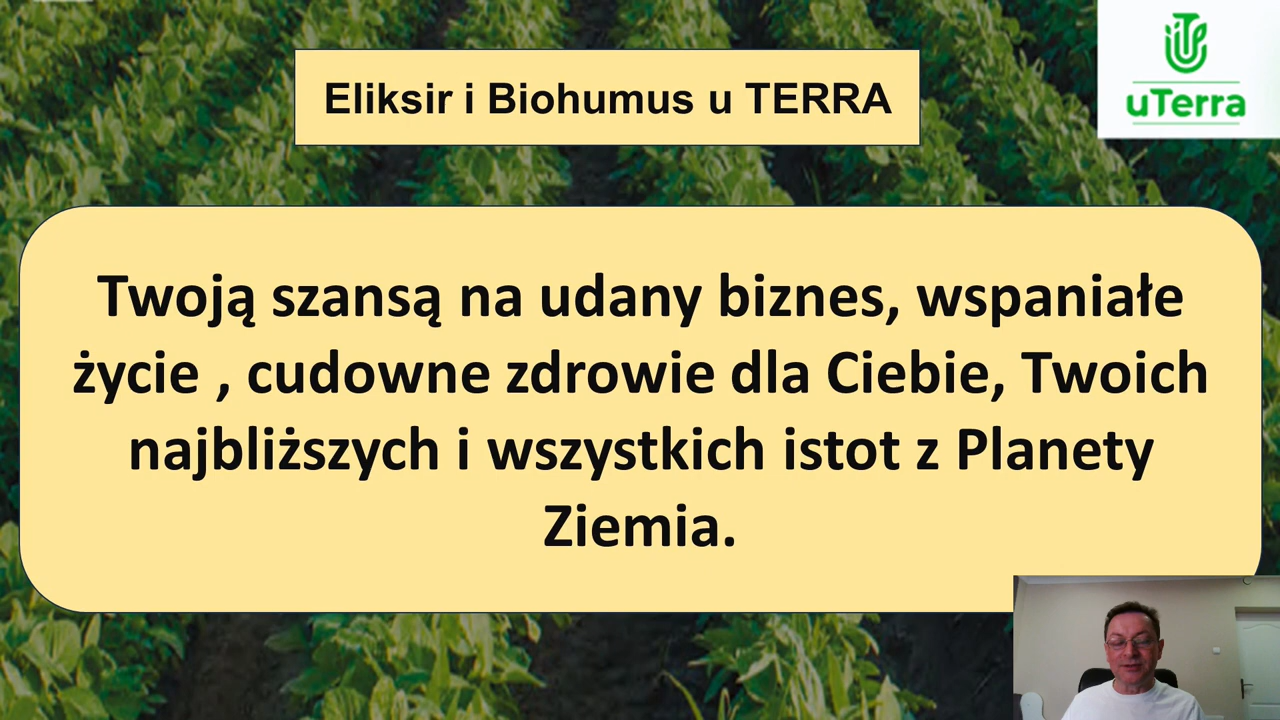 Eliksir i Biohumus u TERRA
uTerra
Twoją szansą na udany biznes, wspaniałe
życie , cudowne zdrowie dla Ciebie, Twoich
najbliższych i wszystkich istot z Planety
Ziemia.